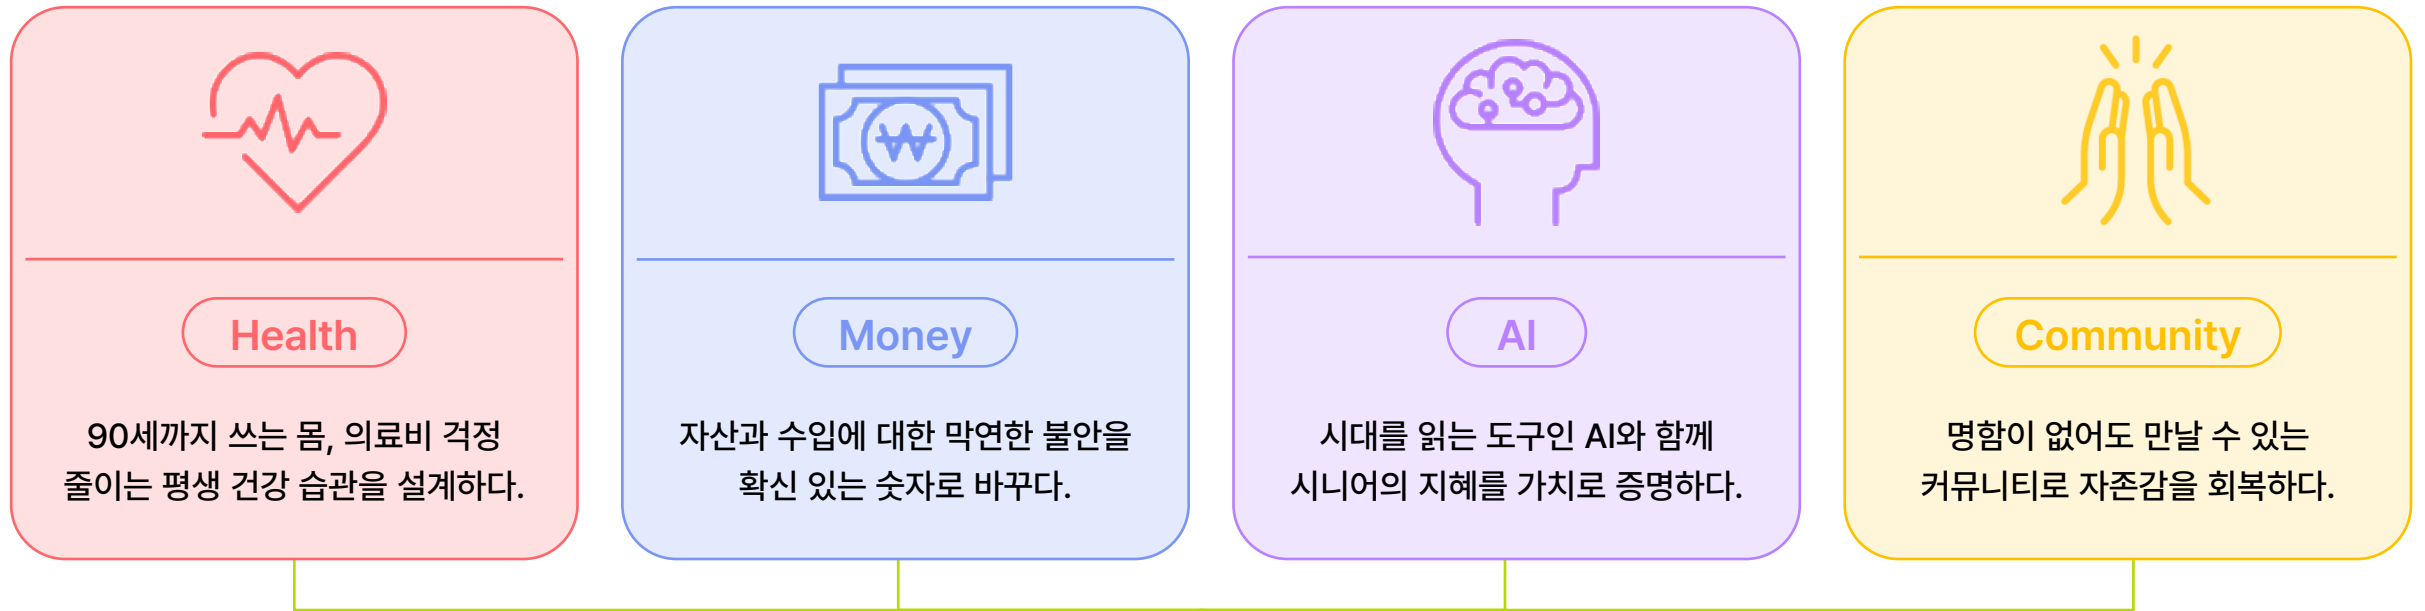 Health
90세까지 쓰는 몸, 의료비 걱정
줄이는 평생 건강 습관을 설계하다.
Money
자산과 수입에 대한 막연한 불안을
확신 있는 숫자로 바꾸다.
AI
시대를 읽는 도구인 AI와 함께
시니어의 지혜를 가치로 증명하다.
Community
명함이 없어도 만날 수 있는
커뮤니티로 자존감을 회복하다.